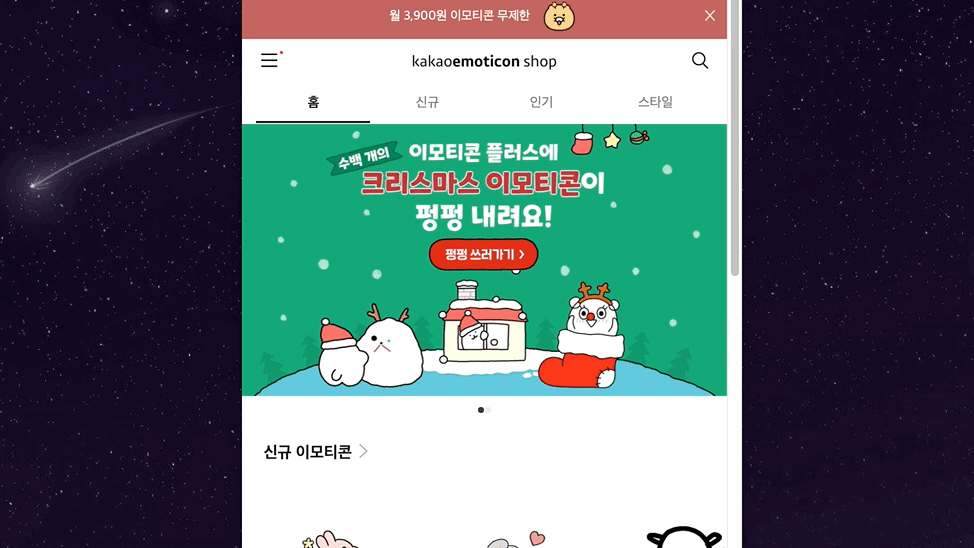 월 3,900원 이모티콘 무제한
kakaoemoticon shop
홈
신규
인기
스타일
수백 개의 이모티콘 플러스에
크리스마스 이모티콘이
펑펑 내려요!
펑펑 쓰러가기 >
신규 이모티콘 >